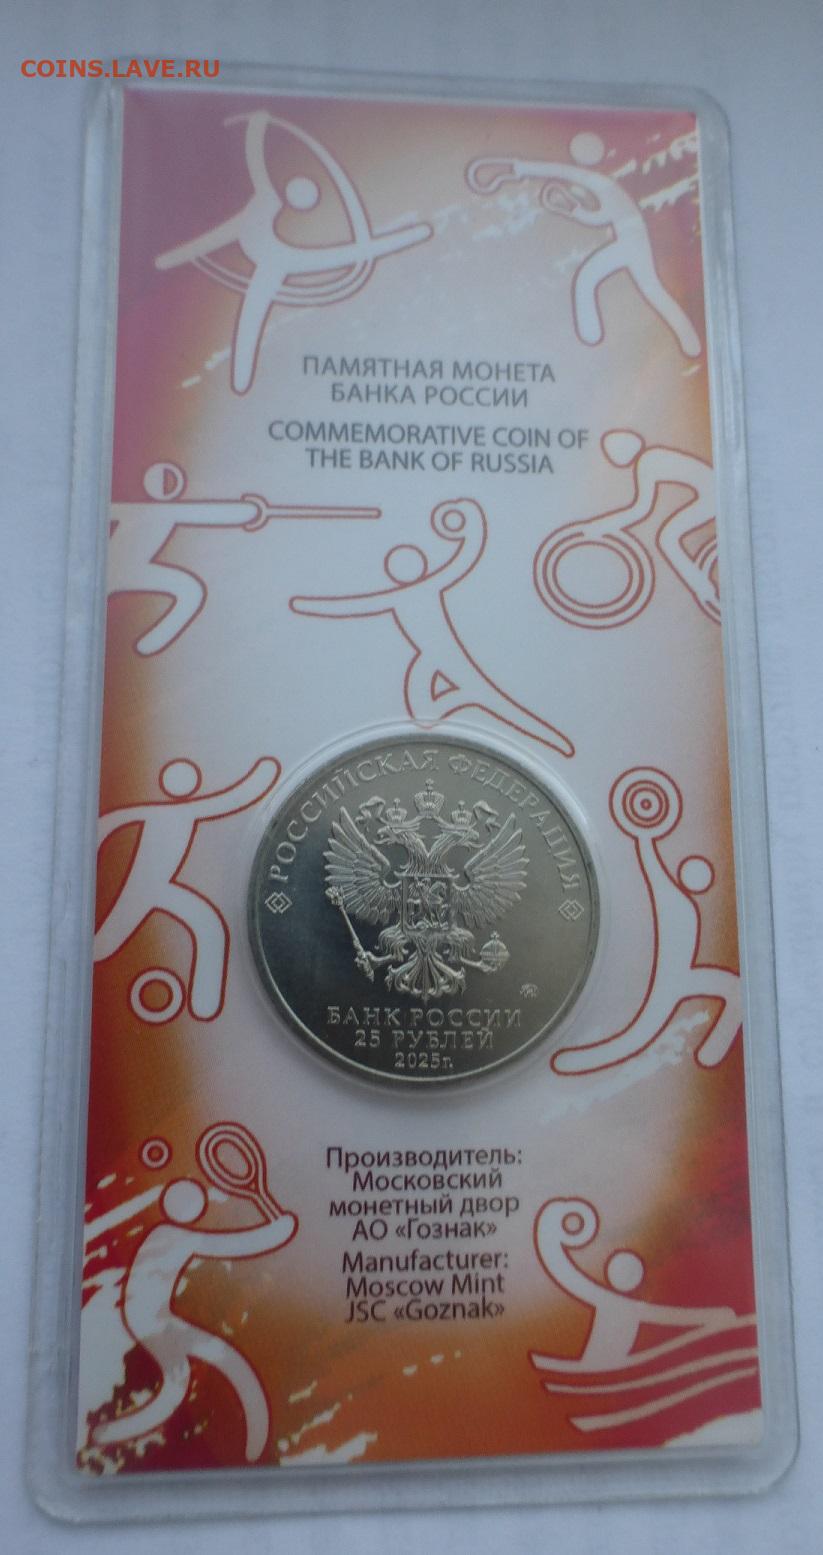 COINS.LAVE.RU
ПАМЯТНАЯ МОНЕТА
БАНКА РОССИИ
COMMEMORATIVE COIN OF
THE BANK OF RUSSIA
РОССИЙСКАЯ ФЕДЕРАЦИЯ
БАНК РОССИИ
25 РУБЛЕЙ
2025г.
Производитель:
Московский
монетный двор
АО «Гознак»
Manufacturer:
Moscow Mint
JSC «Goznak»